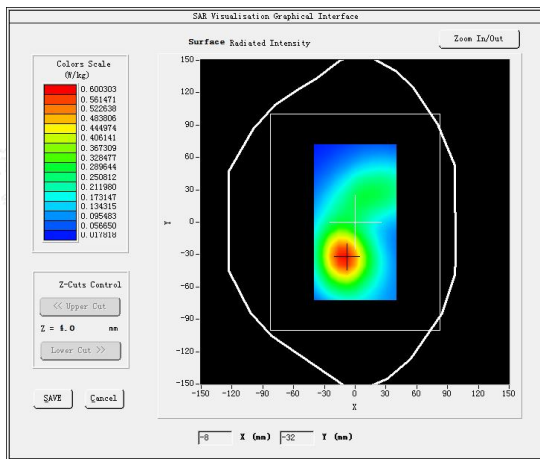 SAR Visualisation Graphical Interface
Surface Radiated Intensity
Zoom In/Out
Colors Scale
(W/kg)
0.600303
0.561471
0.522638
0.483806
0.444974
0.406141
0.367309
0.328477
0.289644
0.250812
0.211980
0.173147
0.134315
0.095483
0.056650
0.017818
Z-Cuts Control
<< Upper Cut
Z = 4.0 mm
Lower Cut >>
SAVE
Cancel
150
120
90
60
30
0
-30
-60
-90
-120
-150
Y
-150 -120 -90 -60 -30 0 30 60 90 120 150
X
-8 X (mm) -32 Y (mm)